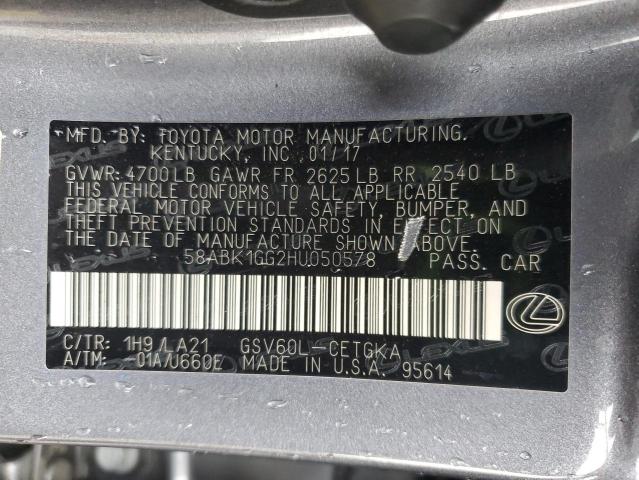 MFD. BY: TOYOTA MOTOR MANUFACTURING.
KENTUCKY, INC 01/17
GVWR: 4700LB GAWR FR 2625LB RR 2540 LB
THIS VEHICLE CONFORMS TO ALL APPLICABLE
FEDERAL MOTOR VEHICLE SAFETY, BUMPER, AND
THEFT PREVENTION STANDARDS IN EFFECT ON
THE DATE OF MANUFACTURE SHOWN ABOVE.
58ABK1GG2HU050578 PASS. CAR
C/TR: 1H9/LA21 GSV60L-CETGKA
A/TM: -01A/U660E MADE IN U.S.A. 95614